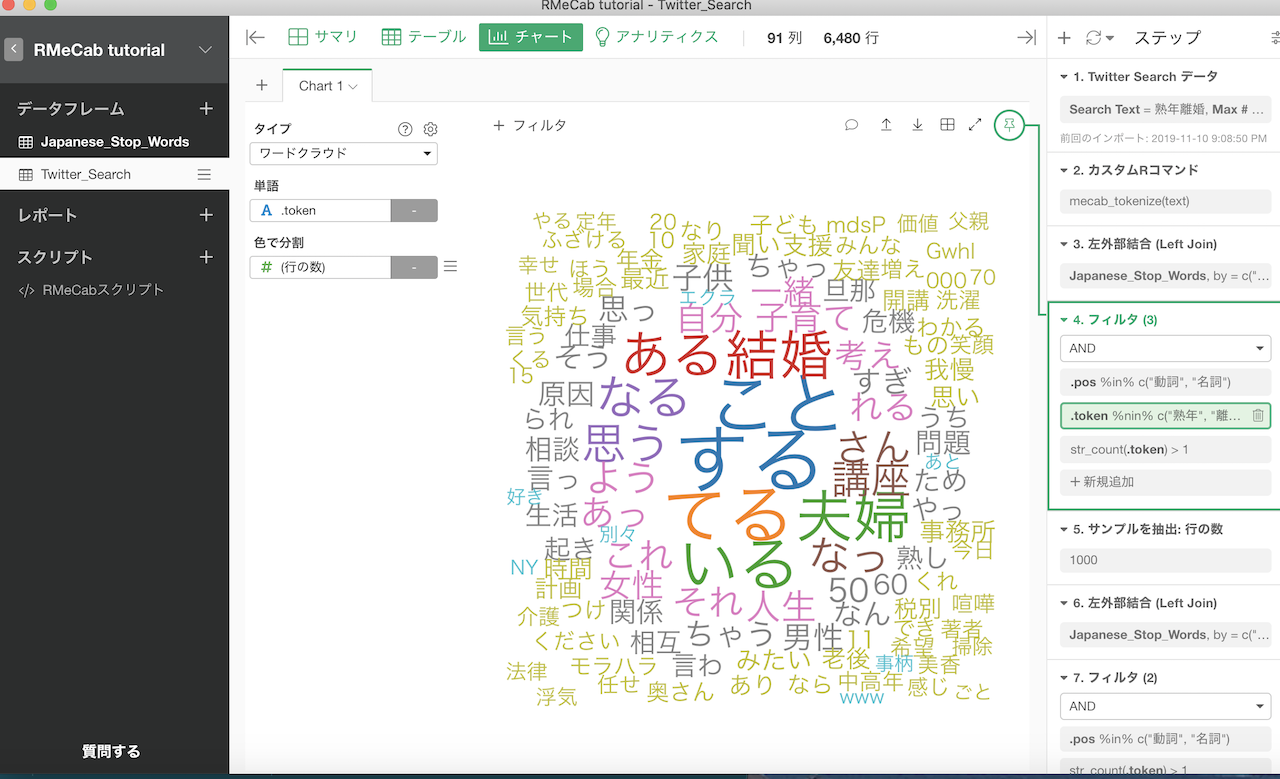 RMeCab tutorial - Twitter_Search
RMeCab tutorial
データフレーム
Japanese_Stop_Words
Twitter_Search
レポート
スクリプト
RMeCabスクリプト
質問する
サマリ テーブル チャート アナリティクス 91 列 6,480 行
Chart 1
タイプ
ワードクラウド
単語
A .token -
色で分割
# (行の数) -
フィルタ
やる 定年 20 なり 子ども mdsP 価値 父親
ふざける 10 家庭 聞い 支援 みんな Gwhl
幸せ ほう 年金 最近 子供 ちゃっ 友達 増え 000 70
世代 場合 エクラ 一緒 旦那 開講 洗濯
気持ち 思っ 自分 子育て 危機 わかる
言う 仕事 ある 結婚 考え もの 笑顔
くる そう すぎ 我慢
15 原因 なる こと れる 思い
られ うち
相談 思う する さん 問題
言っ よう 講座 あと ため
好き
生活 あっ てる 夫婦 やっ
別々 事務所
起き これ いる なっ 熟し 今日
NY 時間
計画 女性 50 60 くれ
介護 つけ 関係 それ 人生 なん 税別 喧嘩
ください 相互 ちゃう 男性 11 でき 著者
希望 掃除
法律 モラハラ 言わ みたい 老後 事柄 美香
浮気 任せ 奥さん あり なら 中高年 感じ ごと
www
ステップ
1. Twitter Search データ
Search Text = 熟年離婚, Max # ...
前回のインポート: 2019-11-10 9:08:50 PM
2. カスタムRコマンド
mecab_tokenize(text)
3. 左外部結合 (Left Join)
Japanese_Stop_Words, by = c("...
4. フィルタ (3)
AND
.pos %in% c("動詞", "名詞")
.token %nin% c("熟年", "離...
str_count(.token) > 1
+ 新規追加
5. サンプルを抽出: 行の数
1000
6. 左外部結合 (Left Join)
Japanese_Stop_Words, by = c("...
7. フィルタ (2)
AND
.pos %in% c("動詞", "名詞")
str_count(.token) > 1